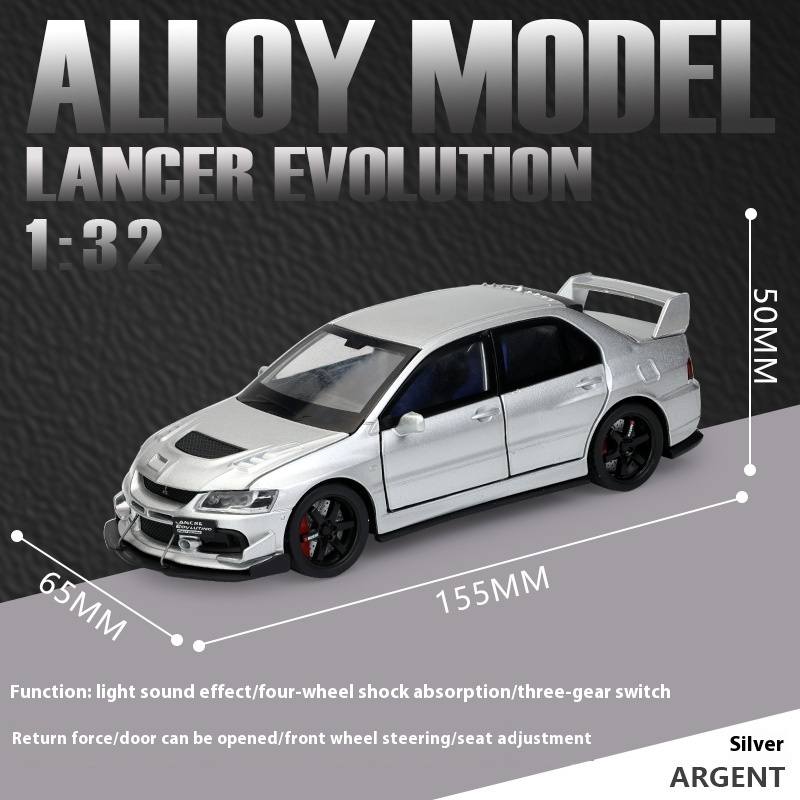 ALLOY MODEL
LANCER EVOLUTION
1:32
50MM
155MM
65MM
Function: light sound effect/four-wheel shock absorption/three-gear switch
Return force/door can be opened/front wheel steering/seat adjustment
Silver
ARGENT